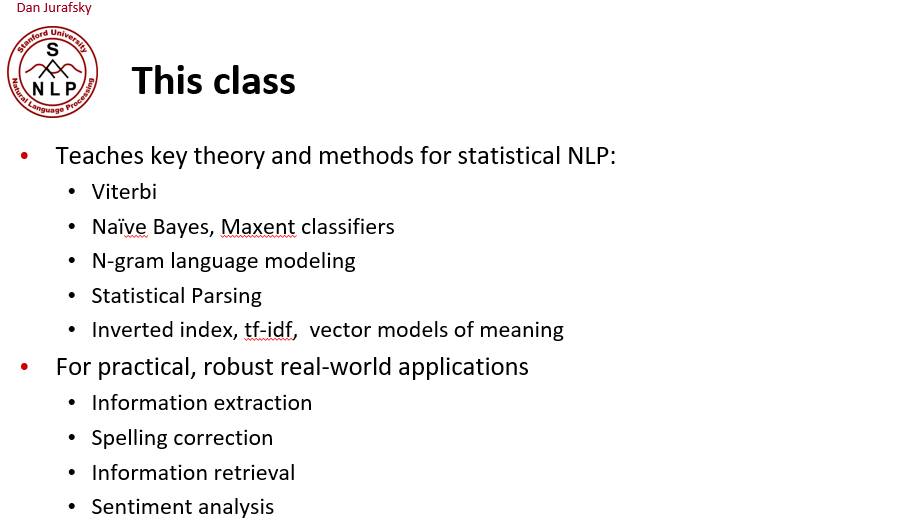 Dan Jurafsky
Stanford University
S
NLP
Natural Language Processing
This class
• Teaches key theory and methods for statistical NLP:
• Viterbi
• Naïve Bayes, Maxent classifiers
• N-gram language modeling
• Statistical Parsing
• Inverted index, tf-idf,  vector models of meaning
• For practical, robust real-world applications
• Information extraction
• Spelling correction
• Information retrieval
• Sentiment analysis